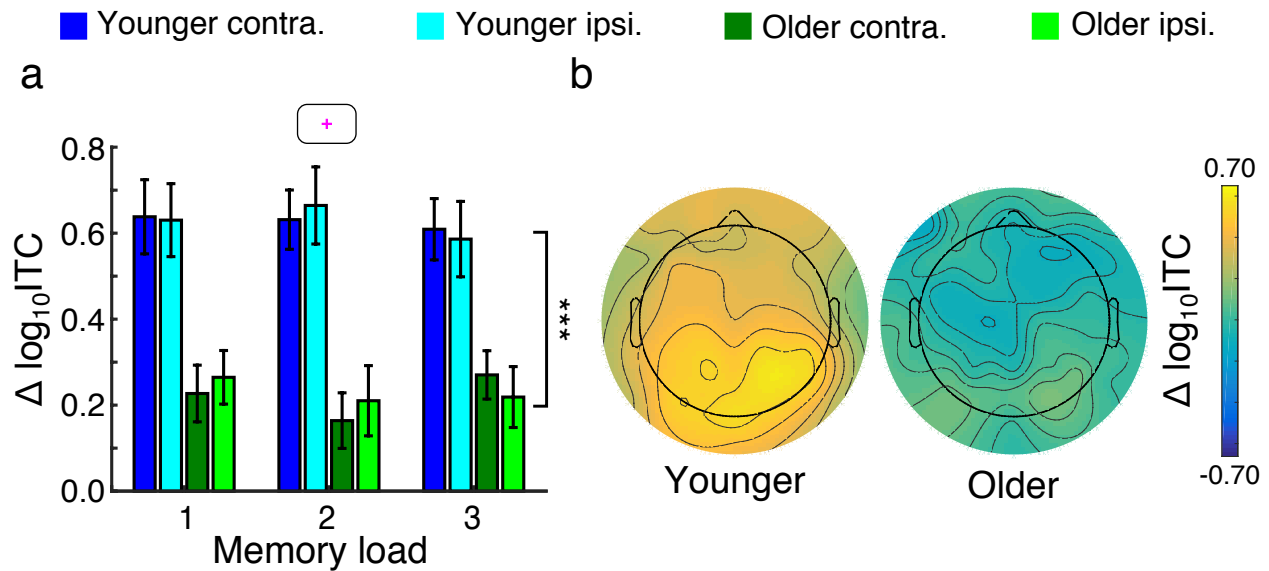 Younger contra. Younger ipsi. Older contra. Older ipsi.
a b
Δ log10ITC
0.8
0.6
0.4
0.2
0.0
+
***
1 2 3
Memory load
Younger Older
0.70
Δ log10ITC
-0.70